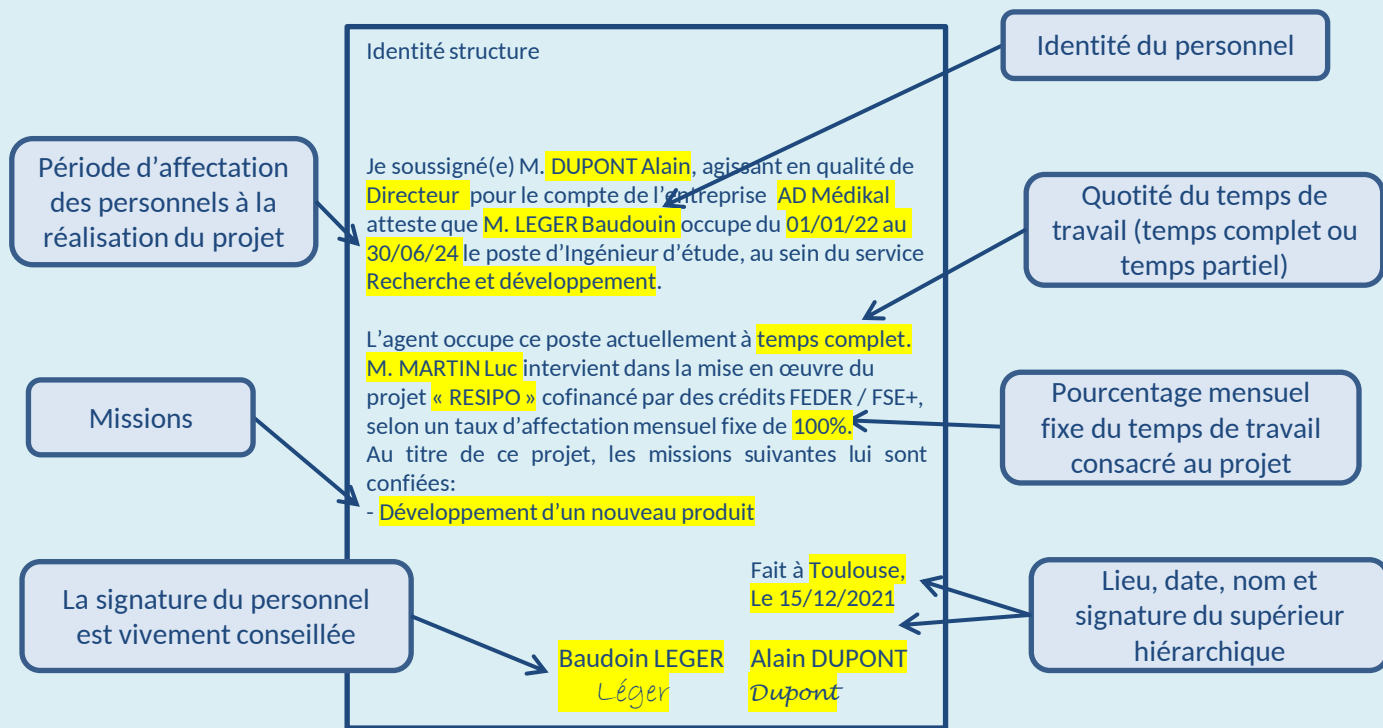 Identité structure
Identité du personnel
Période d’affectation
des personnels à la
réalisation du projet
Je soussigné(e) M. DUPONT Alain, agissant en qualité de
Directeur pour le compte de l’entreprise AD Médikal
atteste que M. LEGER Baudouin occupe du 01/01/22 au
30/06/24 le poste d’Ingénieur d’étude, au sein du service
Recherche et développement.
Quotité du temps de
travail (temps complet ou
temps partiel)
L’agent occupe ce poste actuellement à temps complet.
M. MARTIN Luc intervient dans la mise en œuvre du
projet « RESIPO » cofinancé par des crédits FEDER / FSE+,
selon un taux d’affectation mensuel fixe de 100%.
Au titre de ce projet, les missions suivantes lui sont
confiées:
- Développement d’un nouveau produit
Missions
Pourcentage mensuel
fixe du temps de travail
consacré au projet
Fait à Toulouse,
Le 15/12/2021
La signature du personnel
est vivement conseillée
Lieu, date, nom et
signature du supérieur
hiérarchique
Baudoin LEGER Alain DUPONT
Léger Dupont